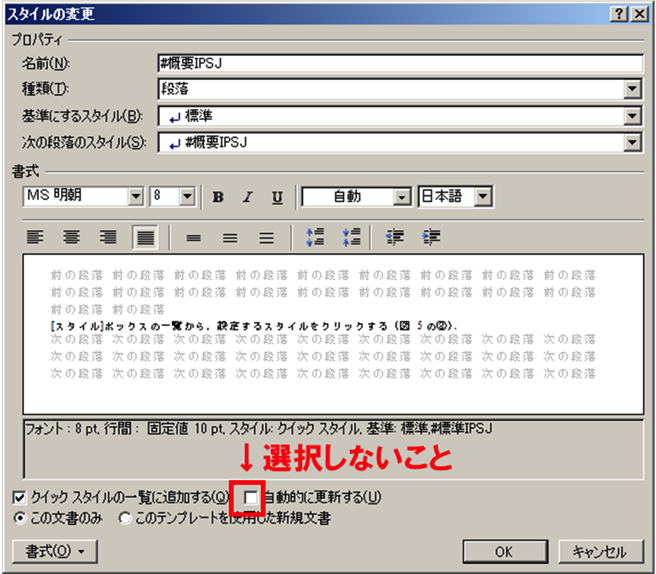 スタイルの変更
プロパティ
名前(N): #概要IPSJ
種類(T): 段落
基準にするスタイル(B): ↵ 標準
次の段落のスタイル(S): ↵ #概要IPSJ
書式
MS 明朝 8 B I U 自動 日本語
前の段落 前の段落 前の段落 前の段落 前の段落 前の段落 前の段落 前の段落 前の段落
前の段落 前の段落 前の段落 前の段落 前の段落 前の段落 前の段落 前の段落 前の段落
前の段落 前の段落
[スタイル]ボックスの一覧から，設定するスタイルをクリックする（図 5 の②）．
次の段落 次の段落 次の段落 次の段落 次の段落 次の段落 次の段落 次の段落 次の段落
次の段落 次の段落 次の段落 次の段落 次の段落 次の段落 次の段落 次の段落 次の段落
次の段落 次の段落 次の段落 次の段落 次の段落 次の段落 次の段落 次の段落 次の段落
フォント : 8 pt, 行間 : 固定値 10 pt, スタイル: クイック スタイル, 基準: 標準,#標準IPSJ
↓選択しないこと
クイック スタイルの一覧に追加する(Q) 自動的に更新する(U)
この文書のみ このテンプレートを使用した新規文書
書式(O) OK キャンセル